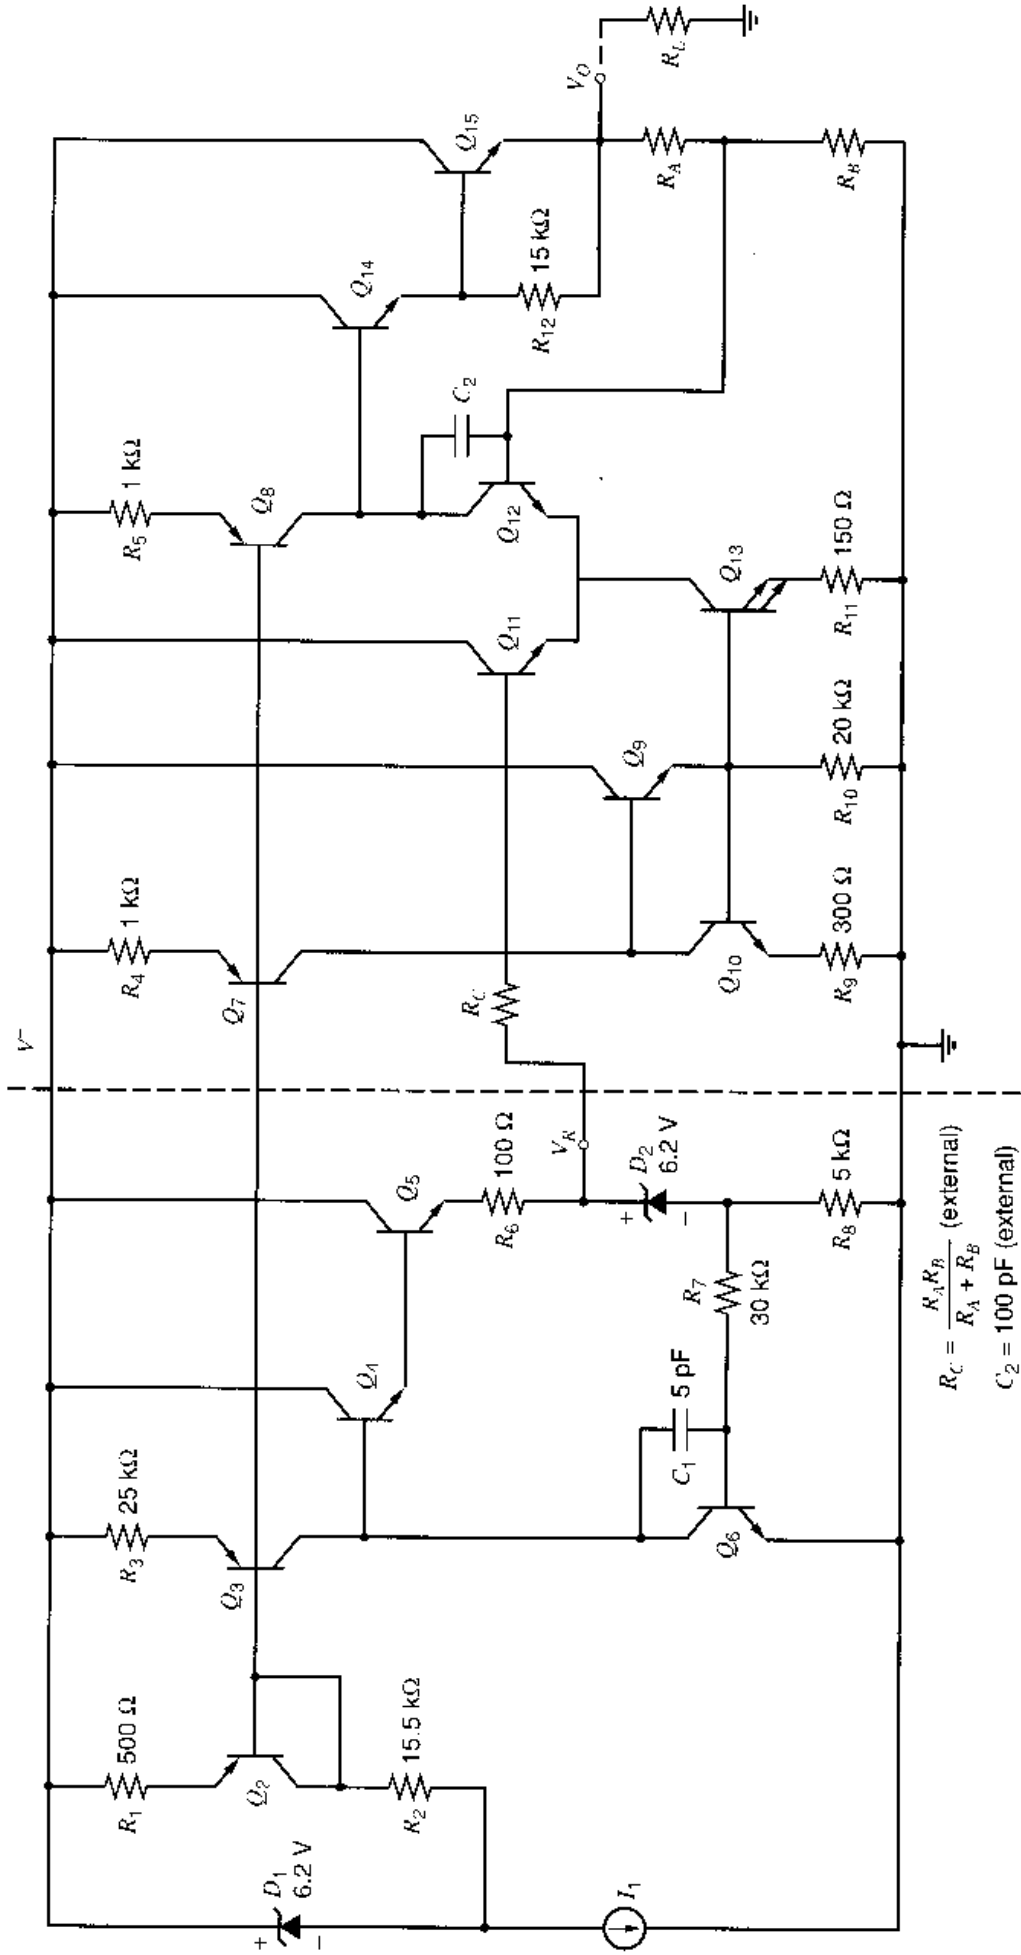 V⁻
D₁
6.2 V
I₁
R₁
500 Ω
Q₂
R₂
15.5 kΩ
R₃
25 kΩ
Q₃
Q₄
C₁
5 pF
Q₆
R₇
30 kΩ
Q₅
R₆
100 Ω
V_R
D₂
6.2 V
R₈
5 kΩ
R₄
1 kΩ
Q₇
R_C
Q₁₀
R₉
300 Ω
Q₉
R₁₀
20 kΩ
Q₁₁
R₅
1 kΩ
Q₈
C₂
Q₁₂
Q₁₃
R₁₁
150 Ω
Q₁₄
R₁₂
15 kΩ
Q₁₅
V_O
R_L
R_A
R_B
R_C = R_A R_B / (R_A + R_B) (external)
C₂ = 100 pF (external)